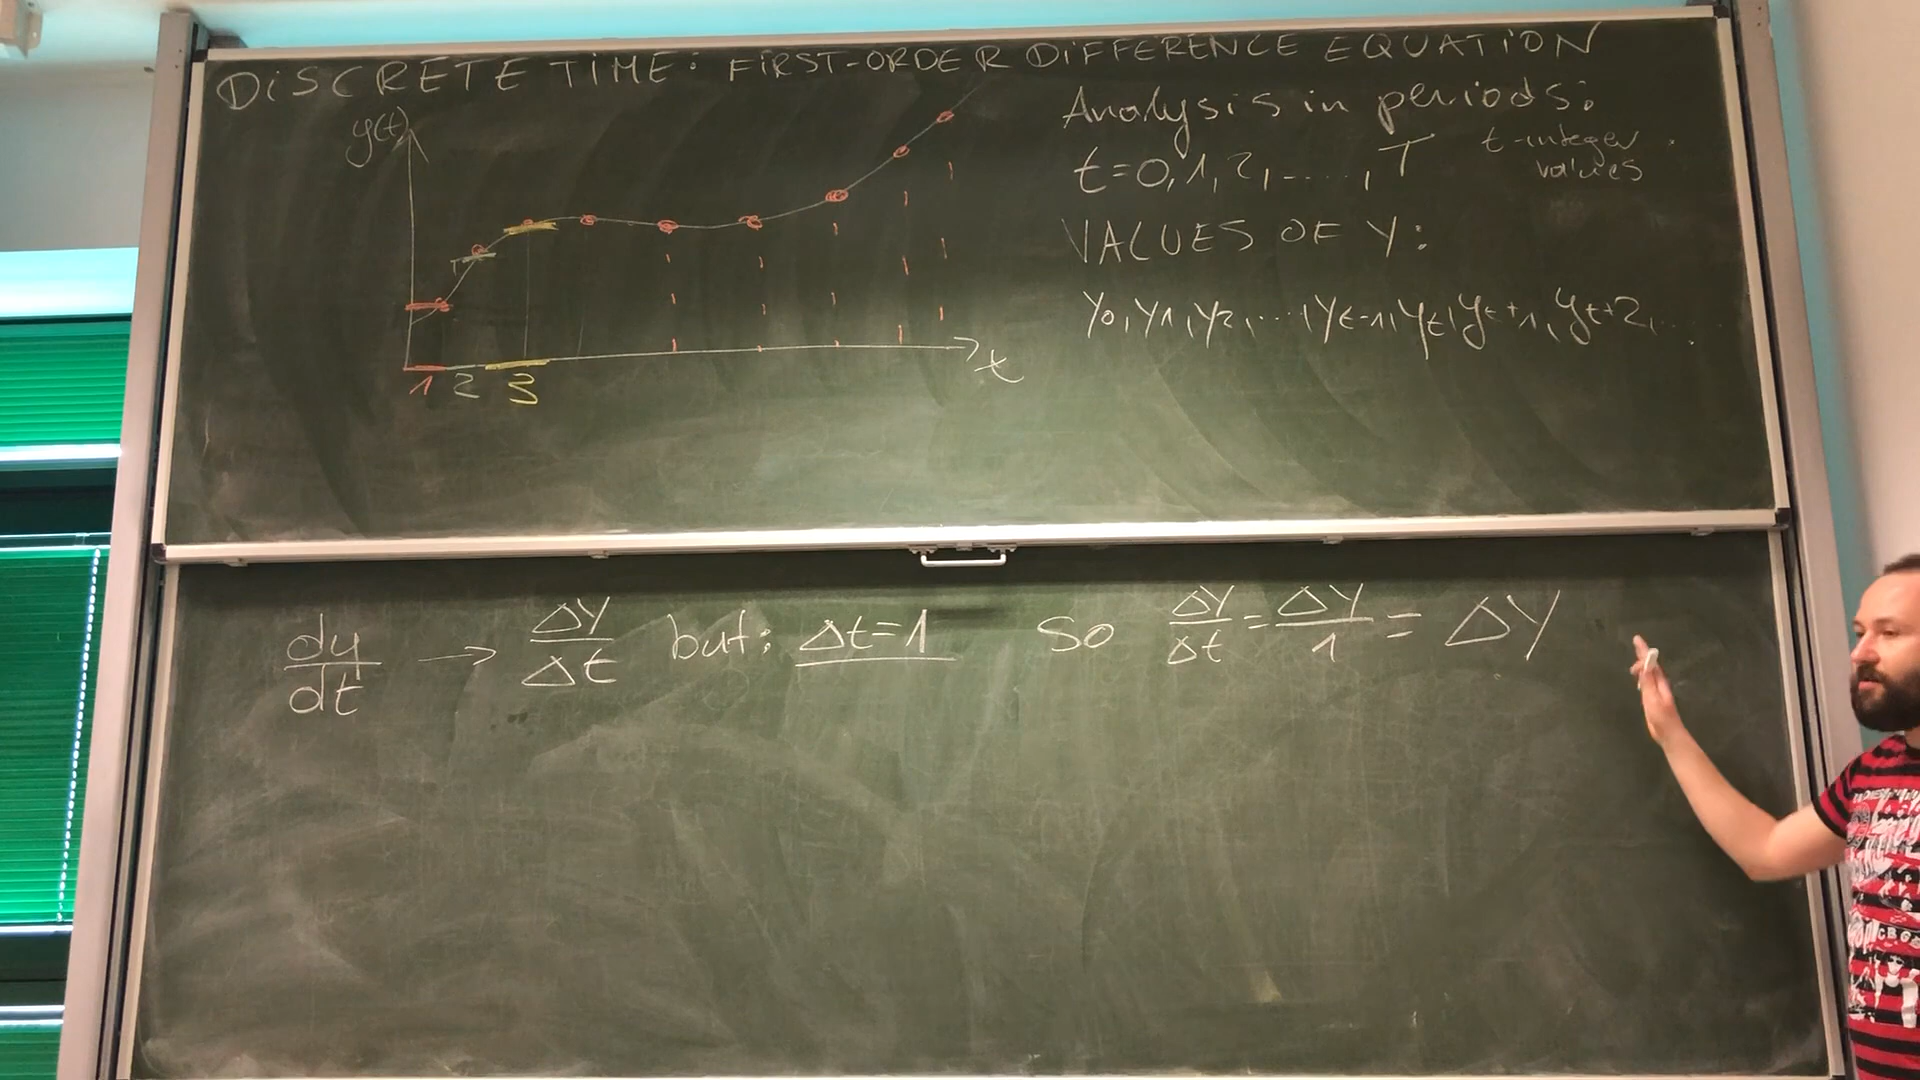 DiSCRETE TiME: FiRST-ORDER DiFFERENCE EQUATiON
y(t)
1 2 3
t
Analysis in periods:
t=0,1,2,....,T
t-integer values
VALUES OF Y:
y0,y1,y2,...,yt-1,yt,yt+1,yt+2,...
dy/dt → ΔY/Δt but: Δt=1 So ΔY/Δt = ΔY/1 = ΔY